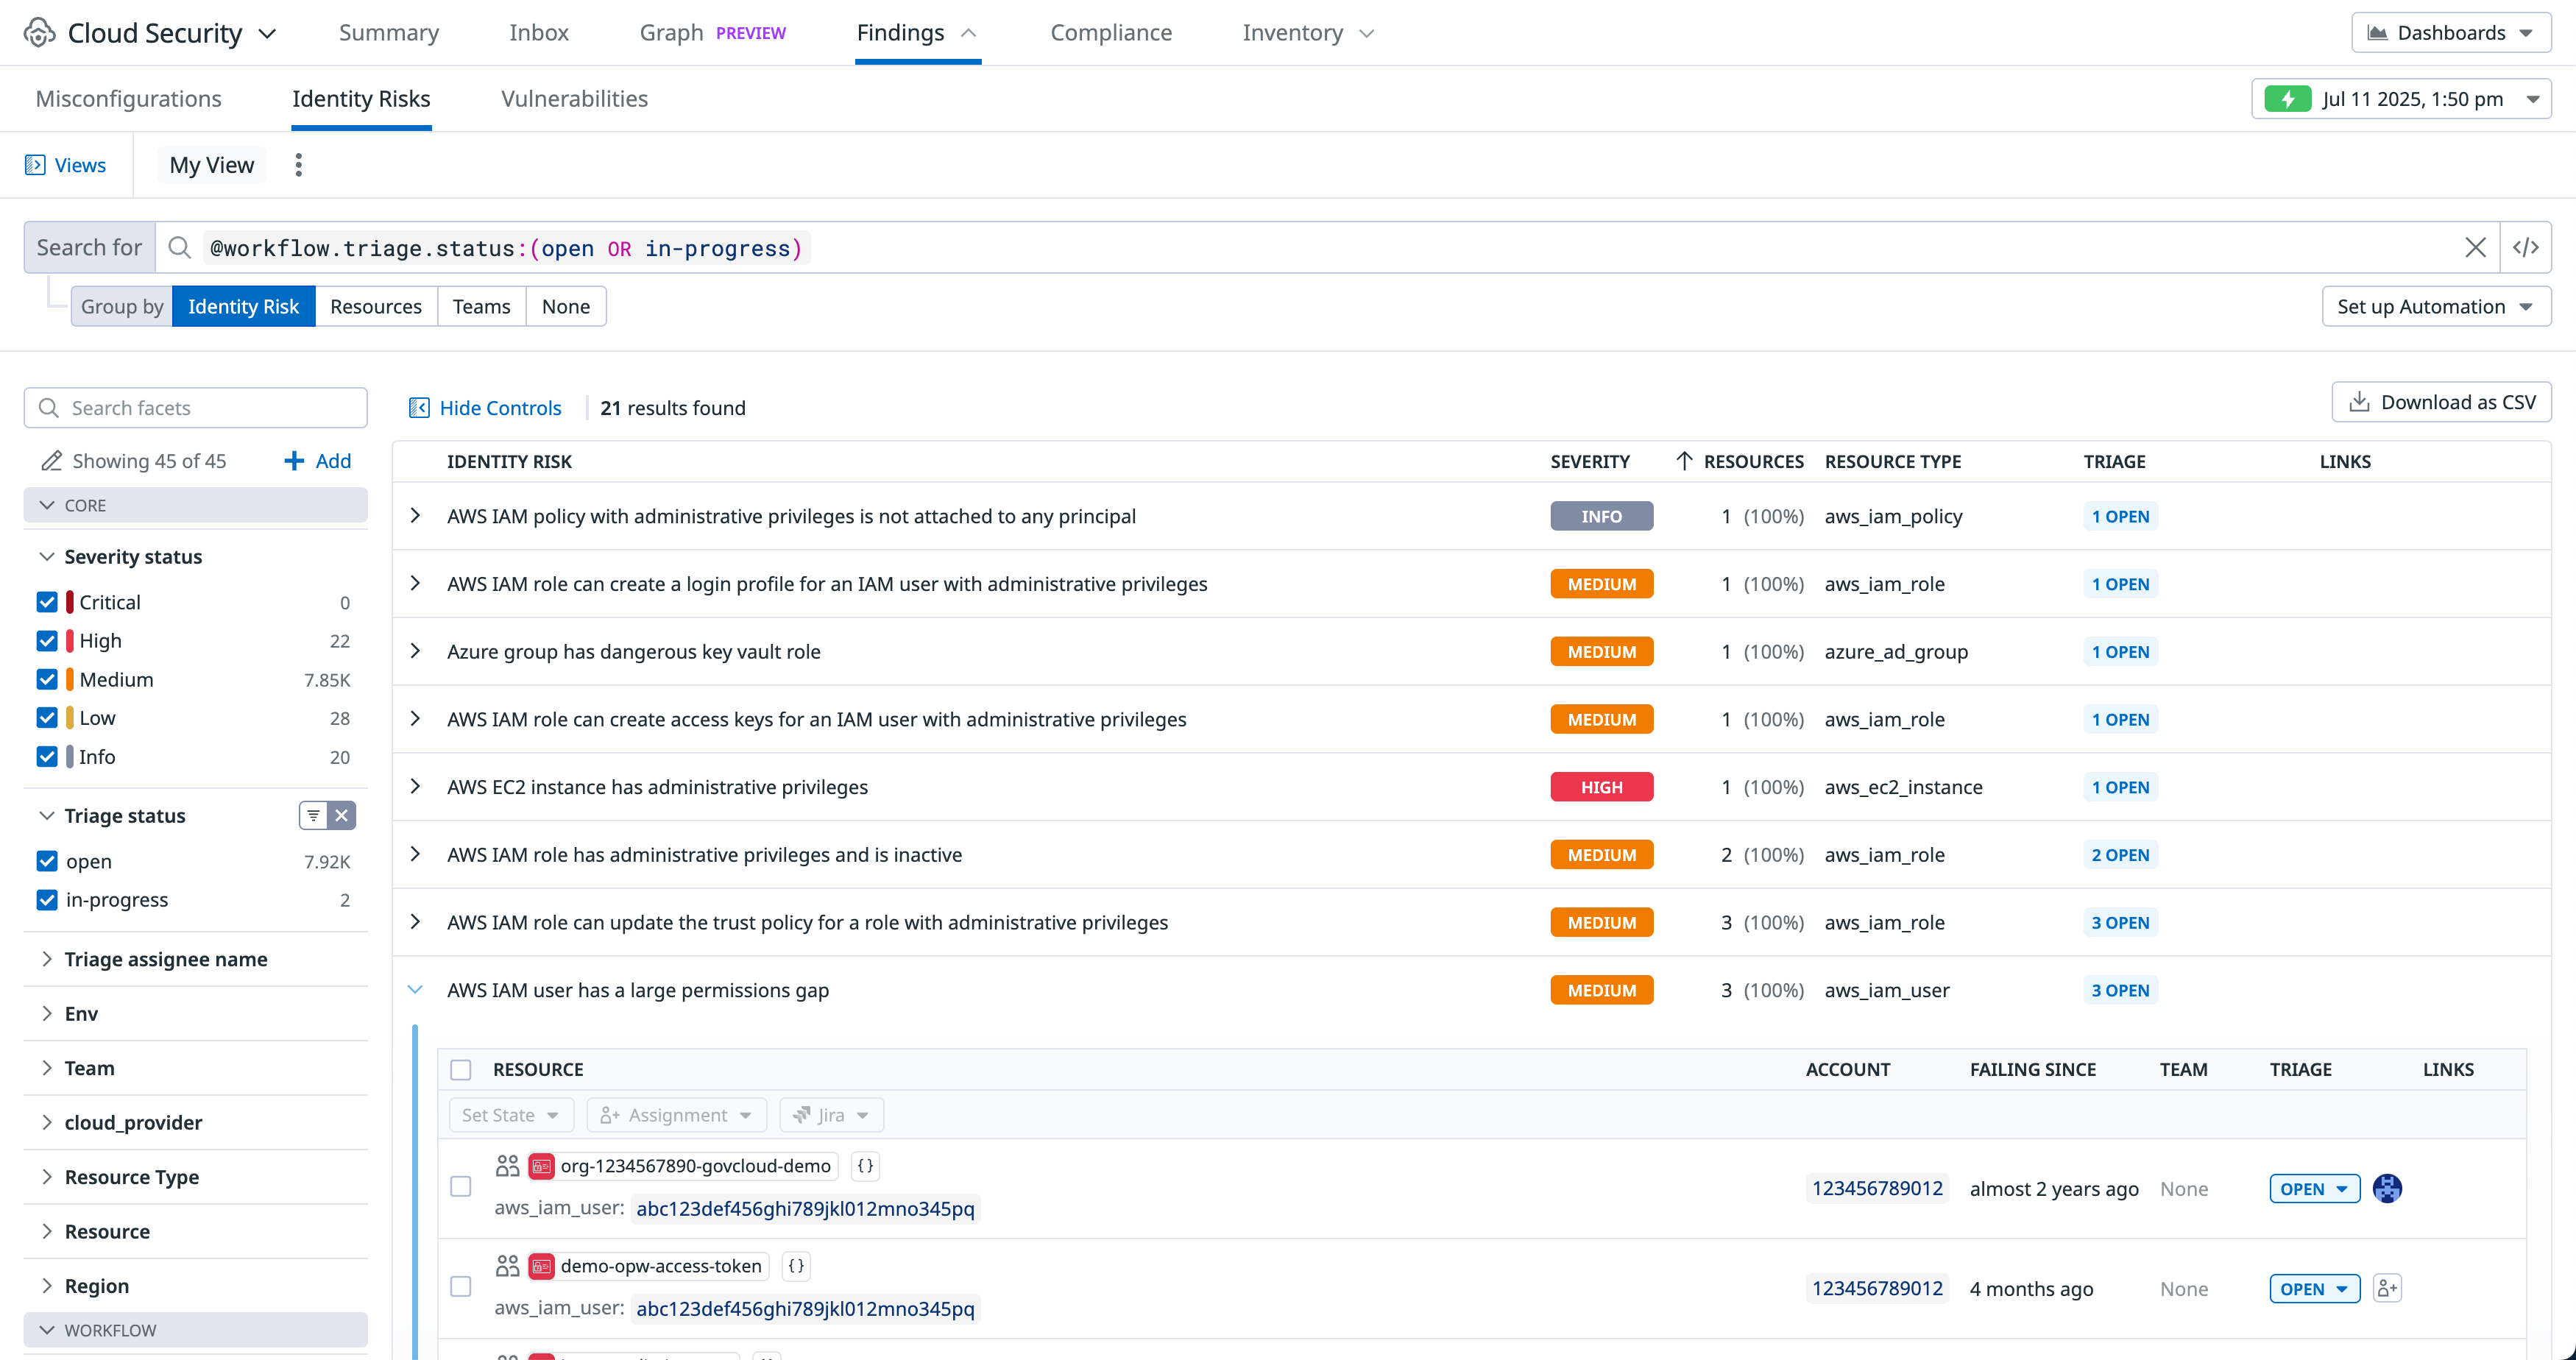 Cloud Security Summary Inbox Graph PREVIEW Findings Compliance Inventory Dashboards
Misconfigurations Identity Risks Vulnerabilities Jul 11 2025, 1:50 pm
Views My View
Search for @workflow.triage.status:(open OR in-progress) </>
Group by Identity Risk Resources Teams None Set up Automation
Search facets Hide Controls 21 results found Download as CSV
Showing 45 of 45 Add
CORE
Severity status
Critical 0
High 22
Medium 7.85K
Low 28
Info 20
Triage status
open 7.92K
in-progress 2
Triage assignee name
Env
Team
cloud_provider
Resource Type
Resource
Region
WORKFLOW
IDENTITY RISK SEVERITY RESOURCES RESOURCE TYPE TRIAGE LINKS
AWS IAM policy with administrative privileges is not attached to any principal INFO 1 (100%) aws_iam_policy 1 OPEN
AWS IAM role can create a login profile for an IAM user with administrative privileges MEDIUM 1 (100%) aws_iam_role 1 OPEN
Azure group has dangerous key vault role MEDIUM 1 (100%) azure_ad_group 1 OPEN
AWS IAM role can create access keys for an IAM user with administrative privileges MEDIUM 1 (100%) aws_iam_role 1 OPEN
AWS EC2 instance has administrative privileges HIGH 1 (100%) aws_ec2_instance 1 OPEN
AWS IAM role has administrative privileges and is inactive MEDIUM 2 (100%) aws_iam_role 2 OPEN
AWS IAM role can update the trust policy for a role with administrative privileges MEDIUM 3 (100%) aws_iam_role 3 OPEN
AWS IAM user has a large permissions gap MEDIUM 3 (100%) aws_iam_user 3 OPEN
RESOURCE ACCOUNT FAILING SINCE TEAM TRIAGE LINKS
Set State Assignment Jira
org-1234567890-govcloud-demo {}
aws_iam_user: abc123def456ghi789jkl012mno345pq 123456789012 almost 2 years ago None OPEN
demo-opw-access-token {}
aws_iam_user: abc123def456ghi789jkl012mno345pq 123456789012 4 months ago None OPEN